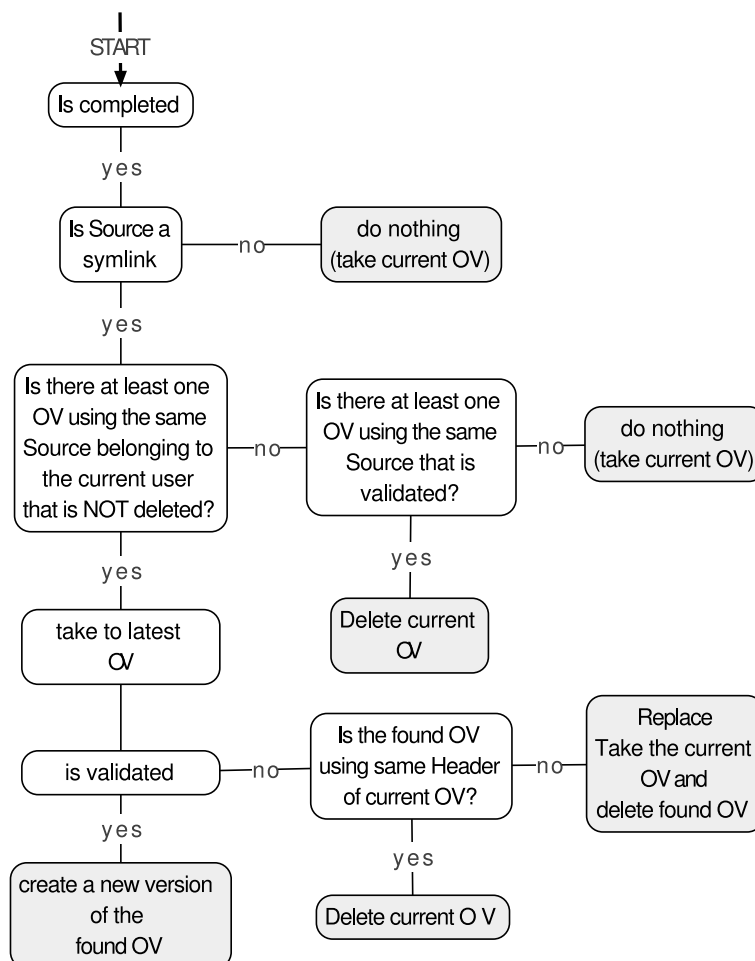 START
Is completed
yes
Is Source a
symlink
no
do nothing
(take current OV)
yes
Is there at least one
OV using the same
Source belonging to
the current user
that is NOT deleted?
no
Is there at least one
OV using the same
Source that is
validated?
no
do nothing
(take current OV)
yes
yes
take to latest
OV
Delete current
OV
is validated
no
Is the found OV
using same Header
of current OV?
no
Replace
Take the current
OV and
delete found OV
yes
yes
create a new version
of the
found OV
Delete current O V